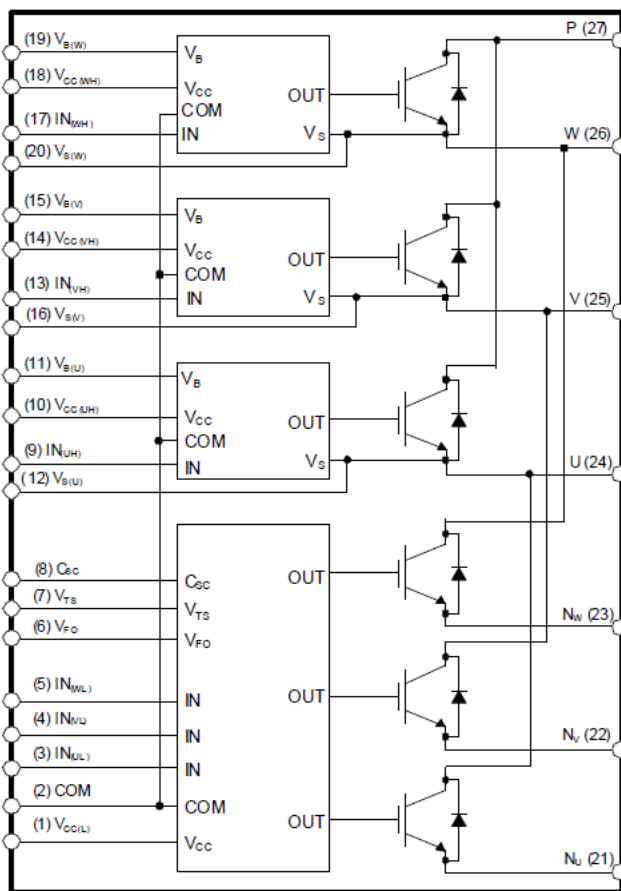 (19) VB(W)
VB
P (27)
(18) VCC(WH)
VCC
OUT
COM
(17) IN(WH)
IN
VS
W (26)
(20) VS(W)
(15) VB(V)
VB
(14) VCC(VH)
VCC
OUT
COM
(13) IN(VH)
IN
VS
V (25)
(16) VS(V)
(11) VB(U)
VB
(10) VCC(UH)
VCC
OUT
COM
(9) IN(UH)
IN
VS
U (24)
(12) VS(U)
(8) CSC
CSC
OUT
(7) VTS
VTS
(6) VFO
VFO
NW (23)
(5) IN(WL)
IN
OUT
(4) IN(VL)
IN
NV (22)
(3) IN(UL)
IN
(2) COM
COM
OUT
(1) VCC(L)
VCC
NU (21)